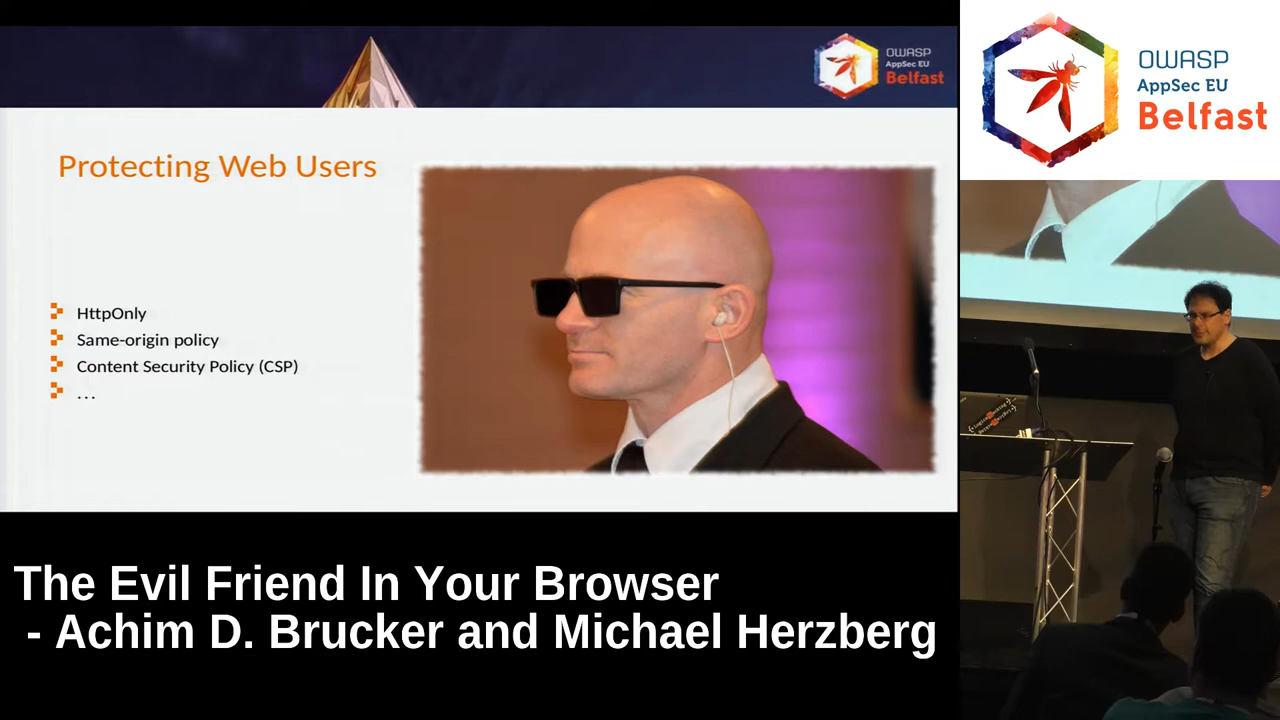 OWASP
AppSec EU
Belfast
OWASP
AppSec EU
Belfast
Protecting Web Users
HttpOnly
Same-origin policy
Content Security Policy (CSP)
...
The Evil Friend In Your Browser
- Achim D. Brucker and Michael Herzberg